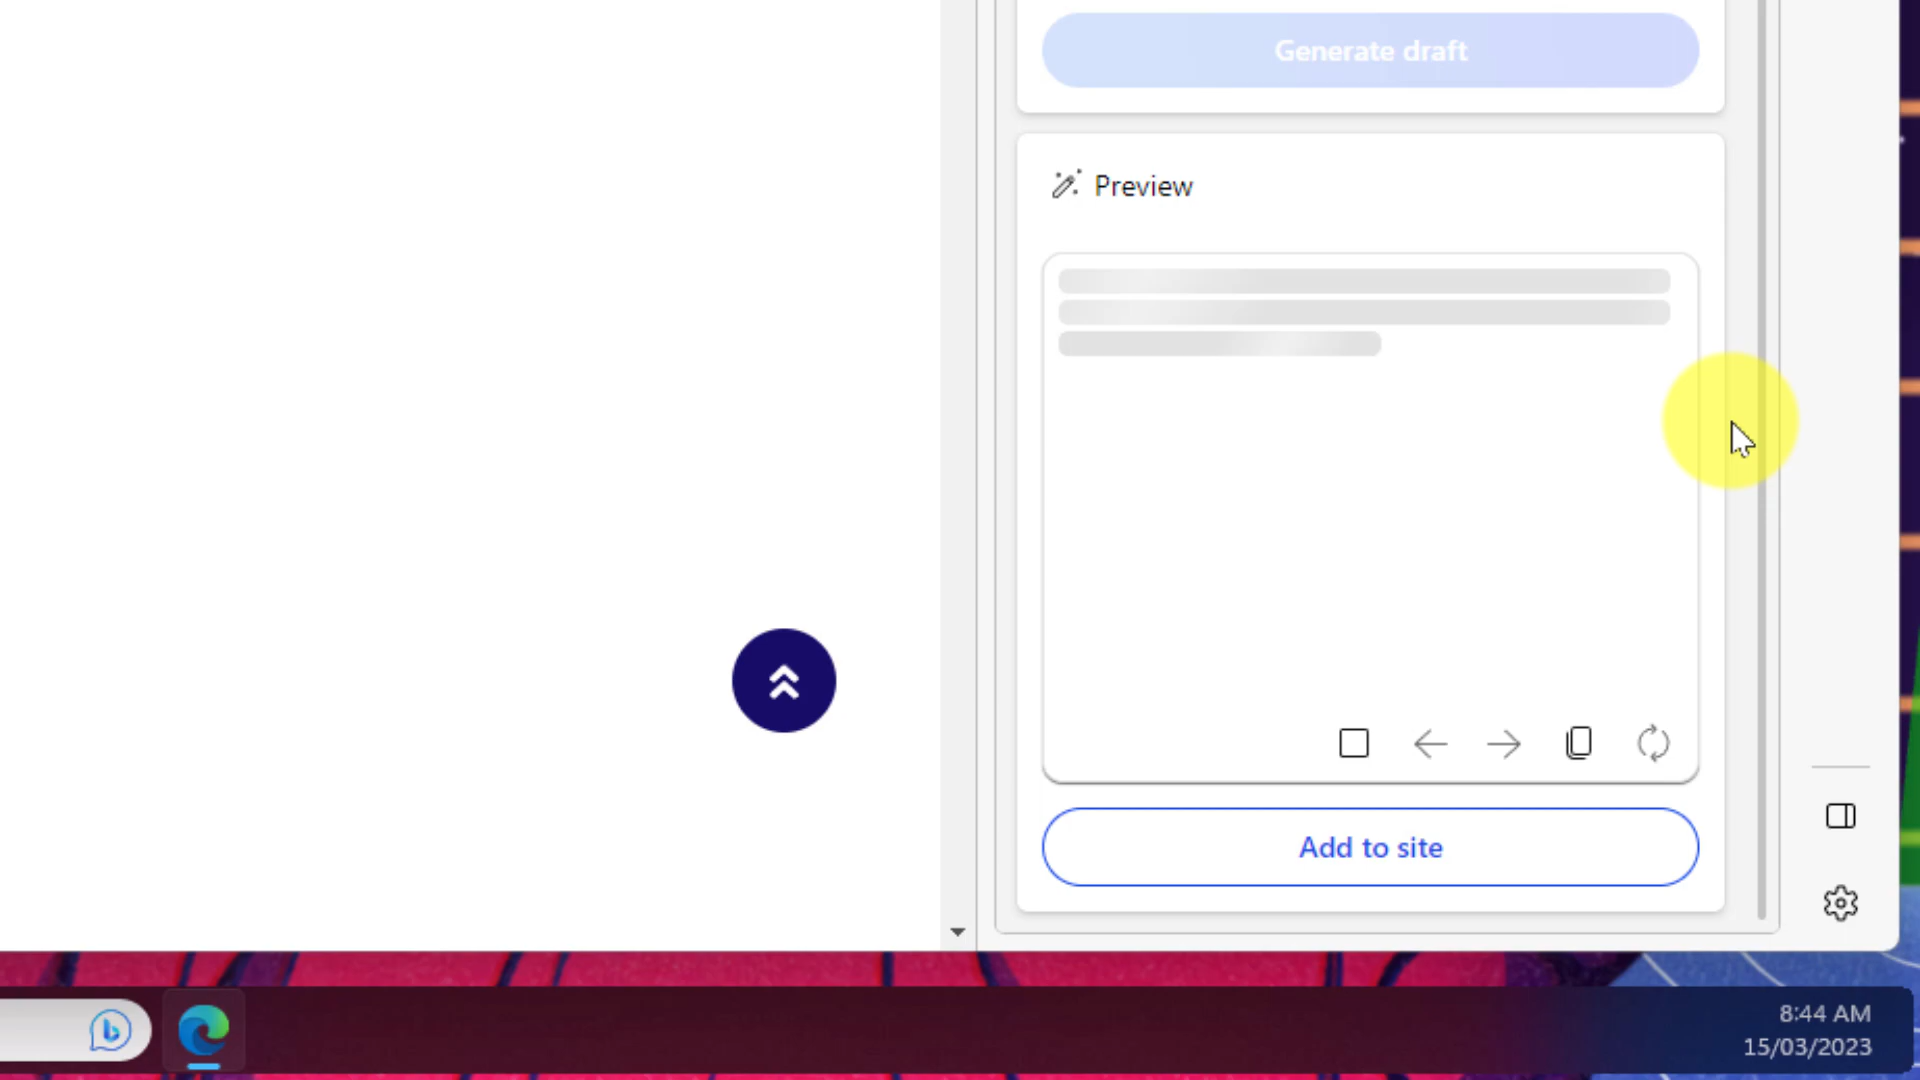 Generate draft
Preview
Add to site
8:44 AM
15/03/2023